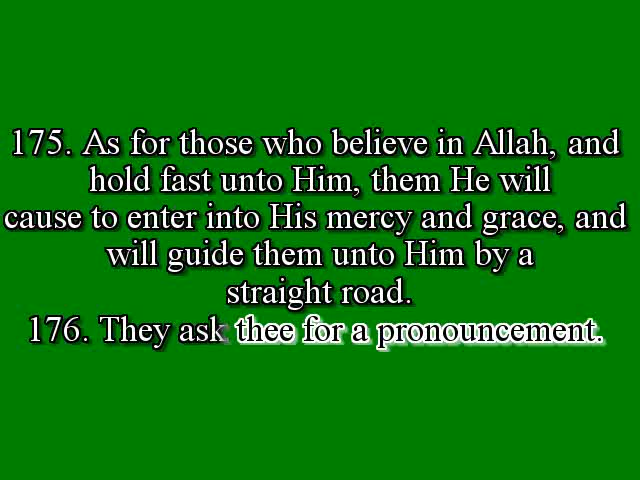 175. As for those who believe in Allah, and
hold fast unto Him, them He will
cause to enter into His mercy and grace, and
will guide them unto Him by a
straight road.
176. They ask thee for a pronouncement.